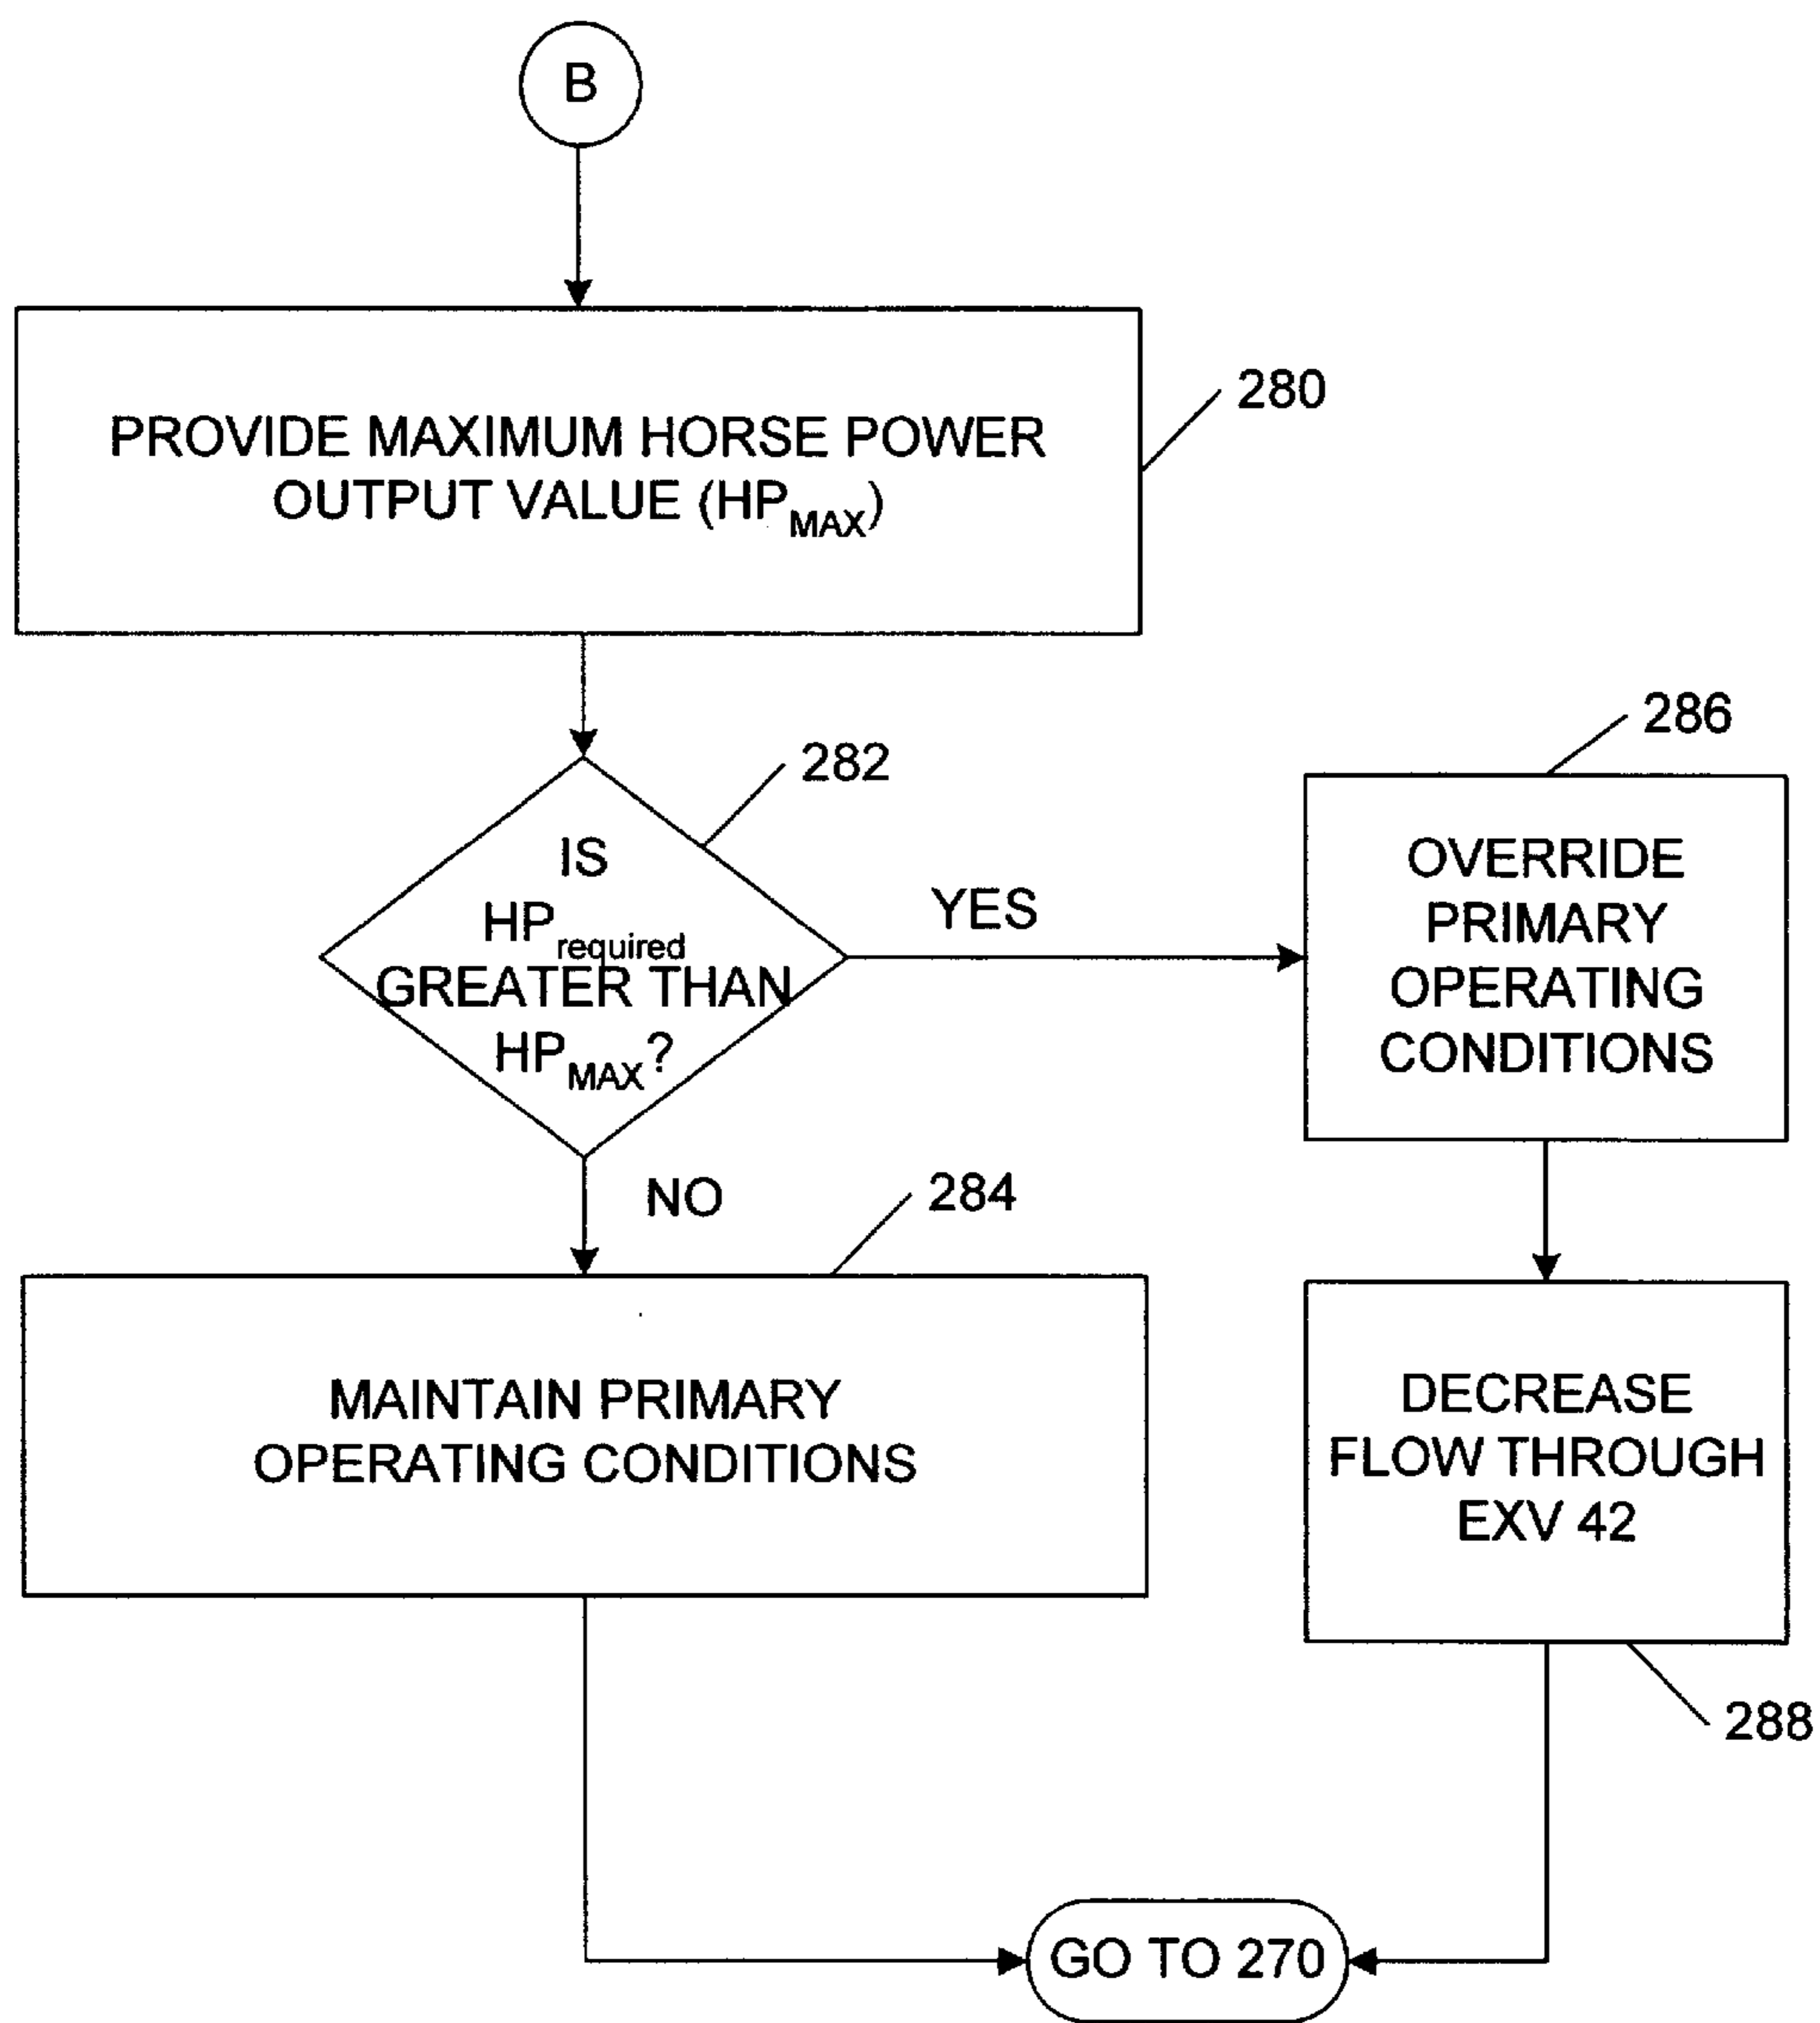 B
PROVIDE MAXIMUM HORSE POWER
OUTPUT VALUE (HPMAX)
280
IS
HPrequired
GREATER THAN
HPMAX?
282
YES
286
OVERRIDE
PRIMARY
OPERATING
CONDITIONS
NO
284
MAINTAIN PRIMARY
OPERATING CONDITIONS
DECREASE
FLOW THROUGH
EXV 42
288
GO TO 270